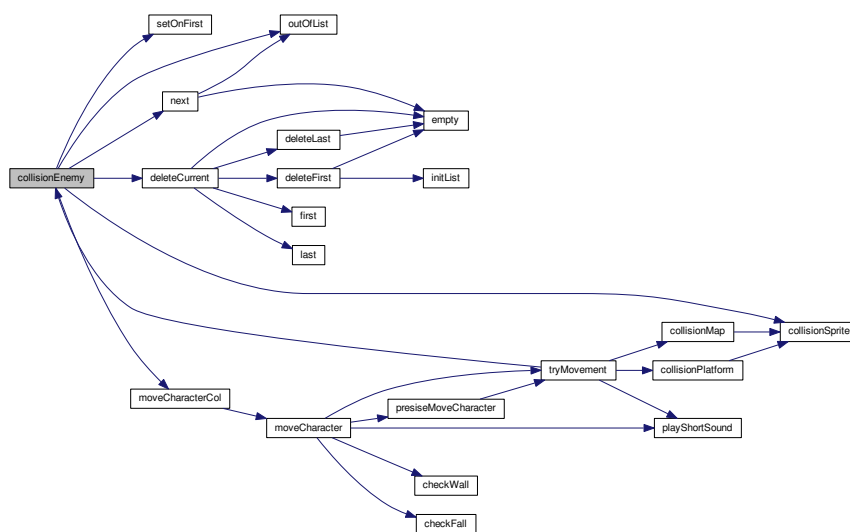 setOnFirst
outOfList
next
empty
deleteLast
collisionEnemy
deleteCurrent
deleteFirst
initList
first
last
collisionMap
collisionSprite
tryMovement
collisionPlatform
moveCharacterCol
presiseMoveCharacter
moveCharacter
playShortSound
checkWall
checkFall